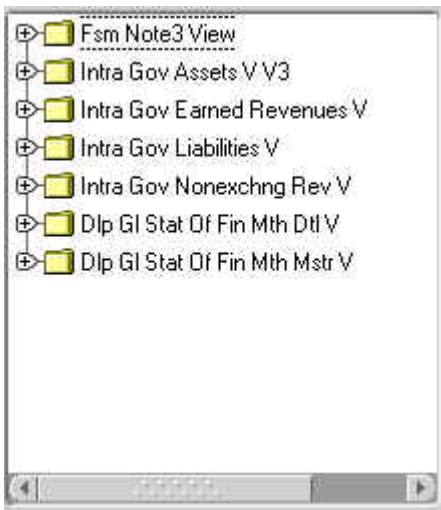 Fsm Note3 View
Intra Gov Assets V V3
Intra Gov Earned Revenues V
Intra Gov Liabilities V
Intra Gov Nonexchng Rev V
Dlp Gl Stat Of Fin Mth Dtl V
Dlp Gl Stat Of Fin Mth Mstr V